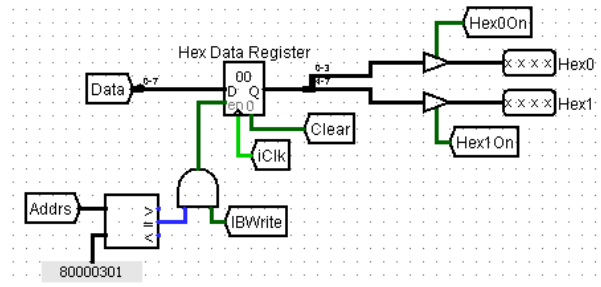 Hex0On
Hex Data Register
0-3
4-7
x x x x Hex0
00
Data
0-7
D Q
en 0
x x x x Hex1
Clear
Hex1On
iClk
Addrs
>
=
<
IBWrite
80000301